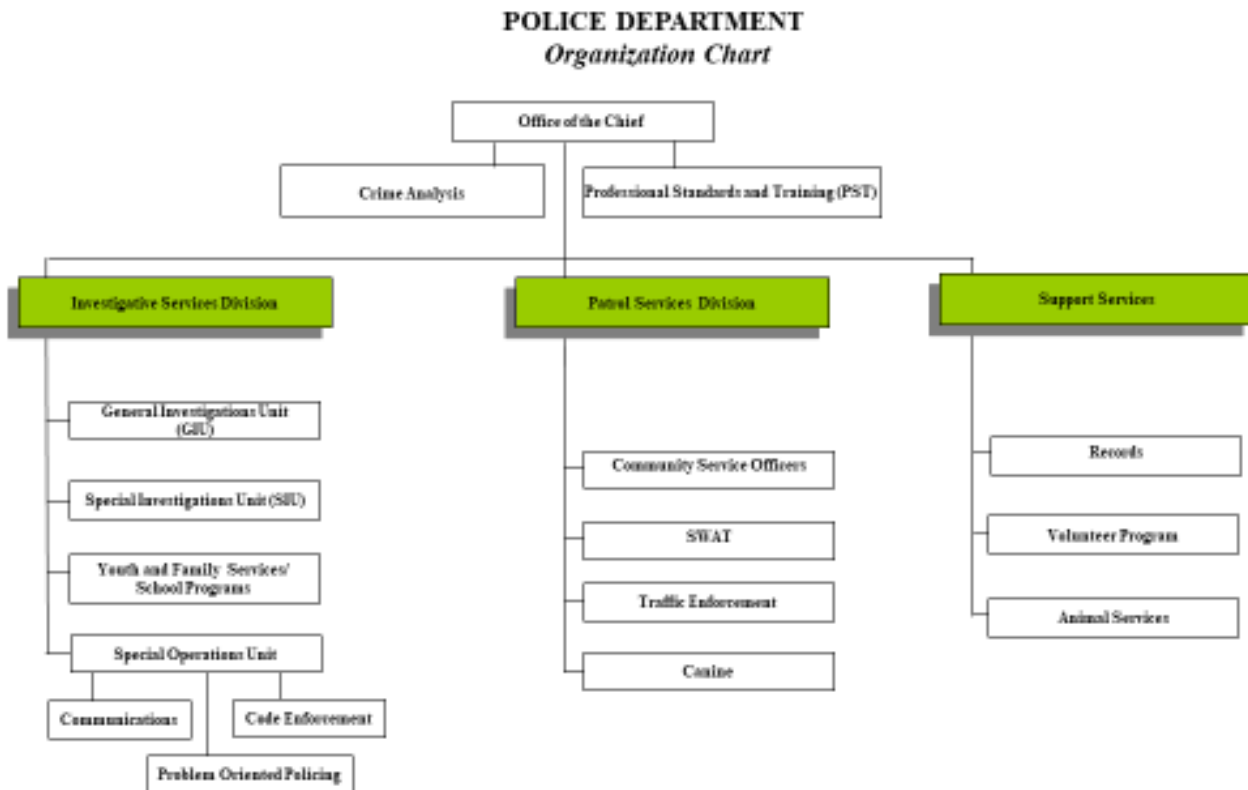 POLICE DEPARTMENT
Organization Chart
Office of the Chief
Crime Analysis
Professional Standards and Training (PST)
Investigative Services Division
Patrol Services Division
Support Services
General Investigations Unit
(GIU)
Special Investigations Unit (SIU)
Youth and Family Services/
School Programs
Special Operations Unit
Communications
Code Enforcement
Problem Oriented Policing
Community Service Officers
SWAT
Traffic Enforcement
Canine
Records
Volunteer Program
Animal Services